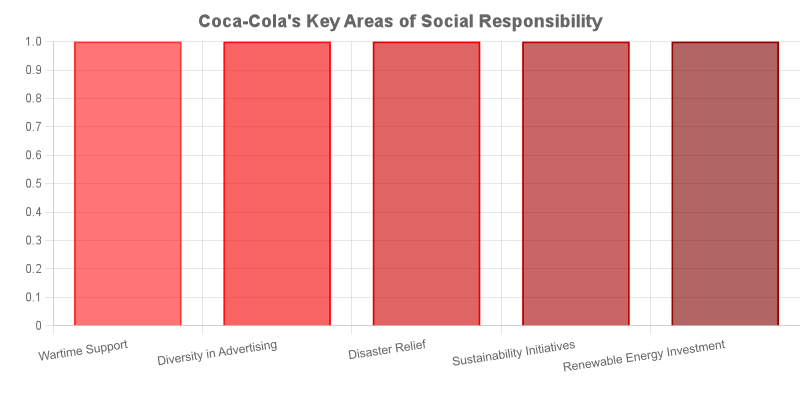 Coca-Cola's Key Areas of Social Responsibility
1.0
0.9
0.8
0.7
0.6
0.5
0.4
0.3
0.2
0.1
0
Wartime Support
Diversity in Advertising
Disaster Relief
Sustainability Initiatives
Renewable Energy Investment